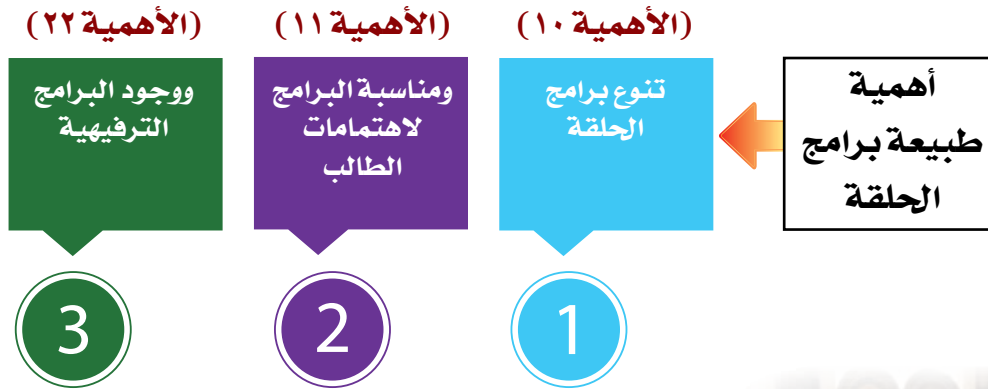 أهمية
طبيعة برامج
الحلقة
(الأهمية ١٠)
تنوع برامج
الحلقة
1
(الأهمية ١١)
ومناسبة البرامج
لاهتمامات
الطالب
2
(الأهمية ٢٢)
ووجود البرامج
الترفيهية
3